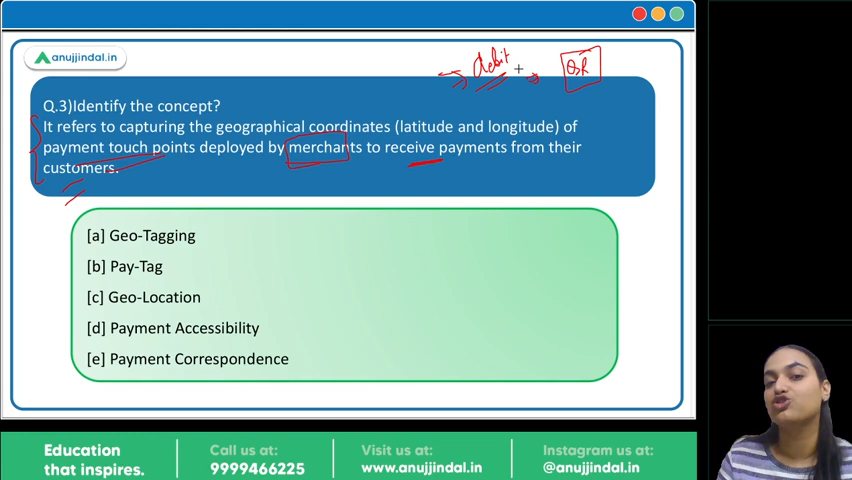 anujjindal.in
debit
QR
Q.3)Identify the concept?
It refers to capturing the geographical coordinates (latitude and longitude) of
payment touch points deployed by merchants to receive payments from their
customers.
[a] Geo-Tagging
[b] Pay-Tag
[c] Geo-Location
[d] Payment Accessibility
[e] Payment Correspondence
Education
that inspires.
Call us at:
9999466225
Visit us at:
www.anujjindal.in
Instagram us at:
@anujjindal.in